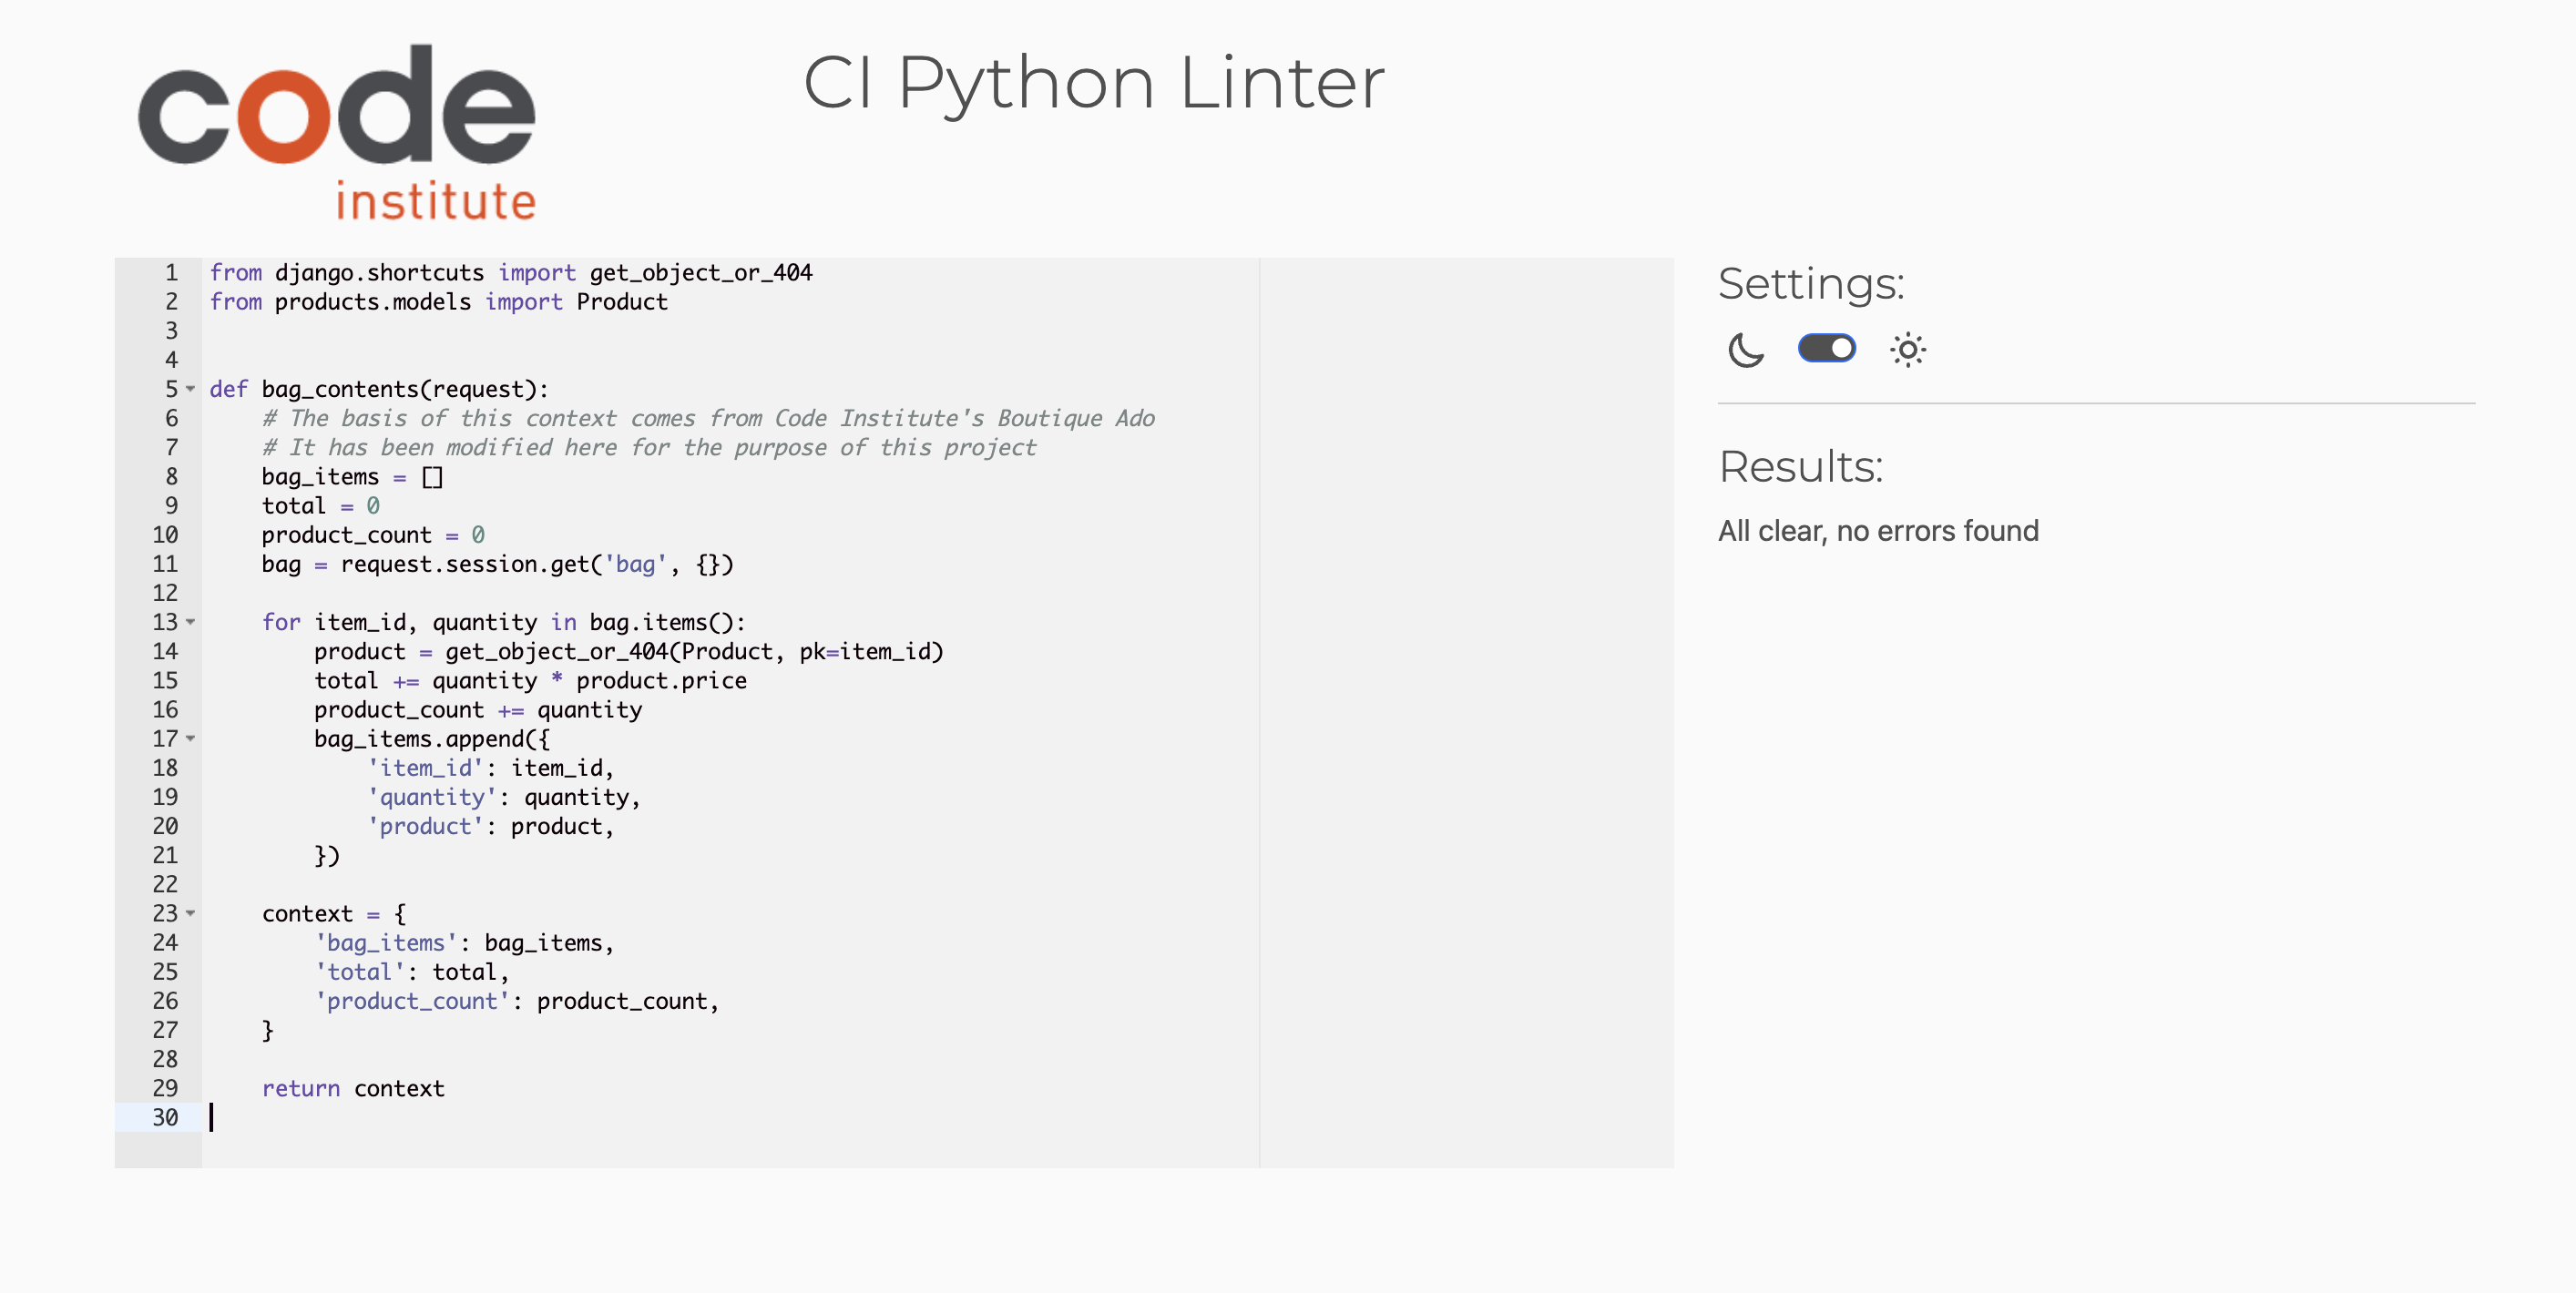 code
institute
CI Python Linter
1 from django.shortcuts import get_object_or_404
2 from products.models import Product
3
4
5 def bag_contents(request):
6     # The basis of this context comes from Code Institute's Boutique Ado
7     # It has been modified here for the purpose of this project
8     bag_items = []
9     total = 0
10     product_count = 0
11     bag = request.session.get('bag', {})
12
13     for item_id, quantity in bag.items():
14         product = get_object_or_404(Product, pk=item_id)
15         total += quantity * product.price
16         product_count += quantity
17         bag_items.append({
18             'item_id': item_id,
19             'quantity': quantity,
20             'product': product,
21         })
22
23     context = {
24         'bag_items': bag_items,
25         'total': total,
26         'product_count': product_count,
27     }
28
29     return context
30
Settings:
Results:
All clear, no errors found